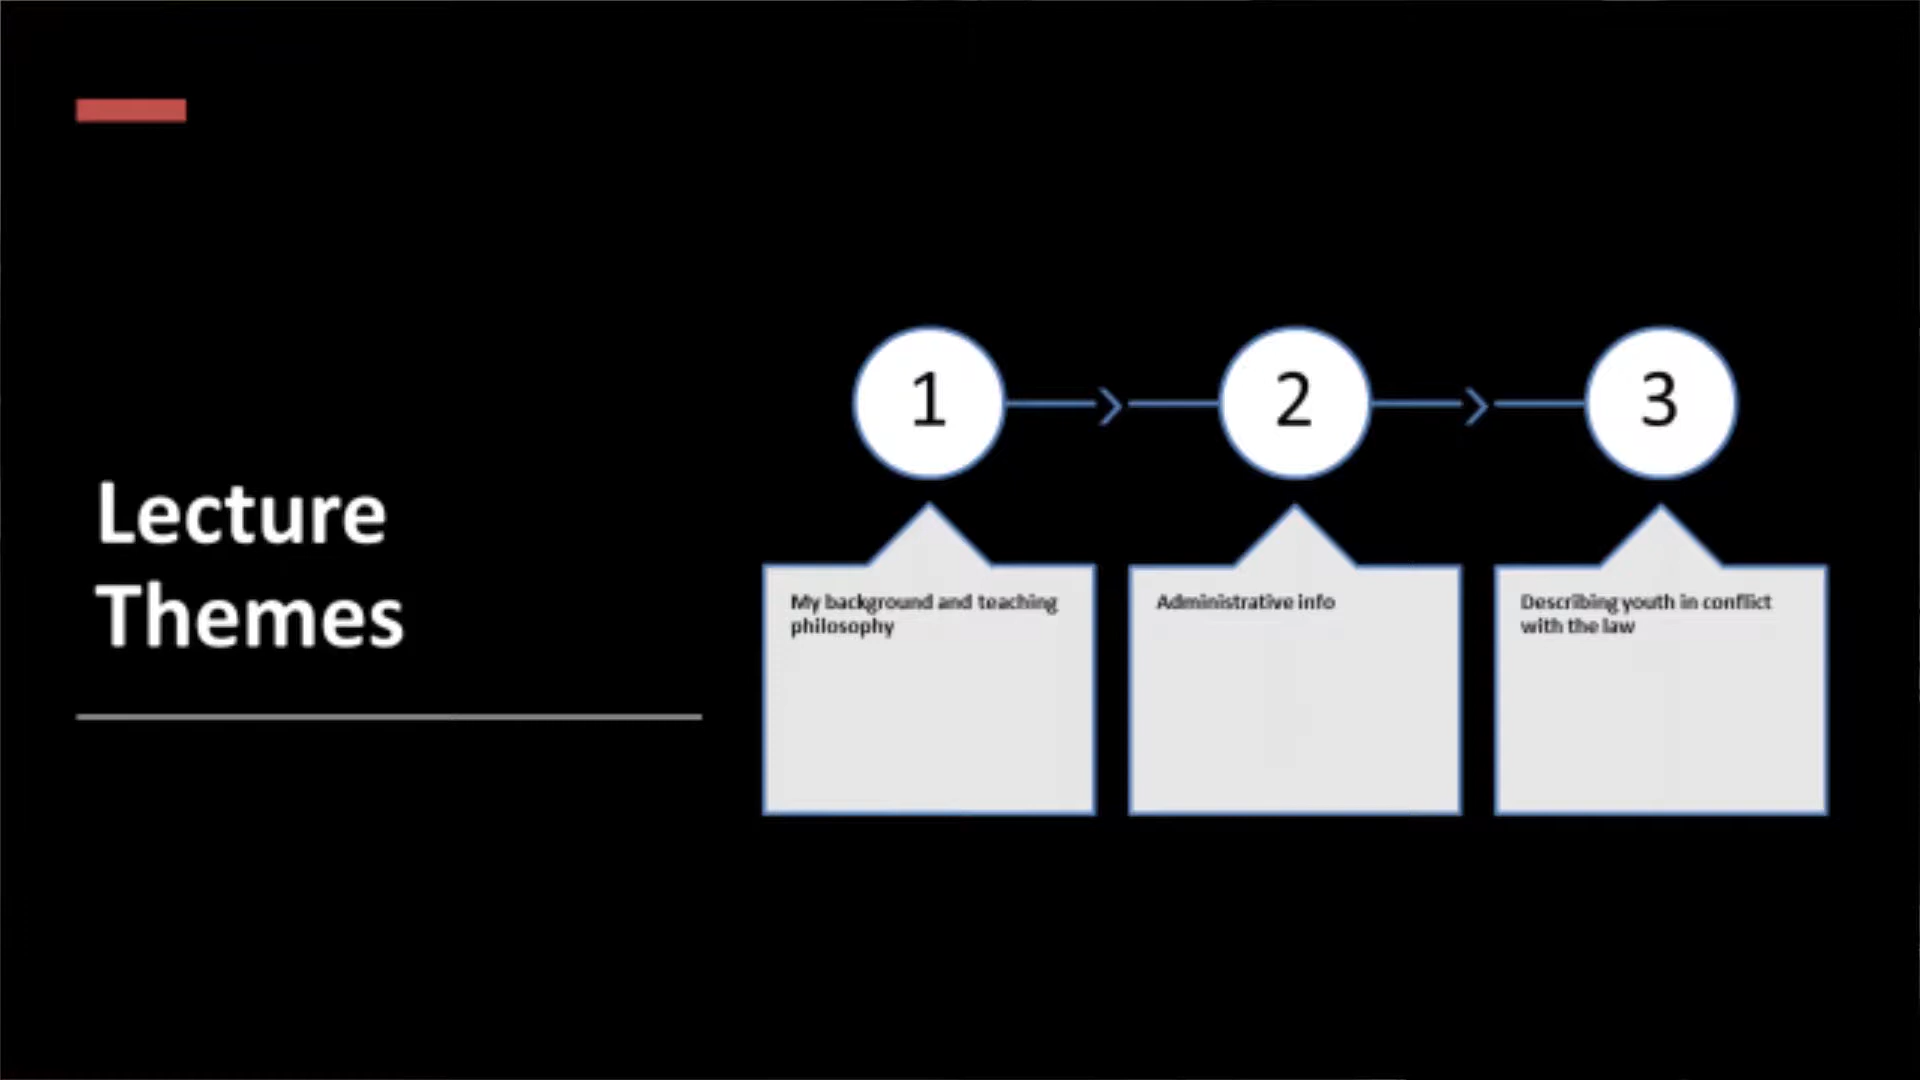 Lecture
Themes
1
2
3
My background and teaching
philosophy
Administrative info
Describing youth in conflict
with the law